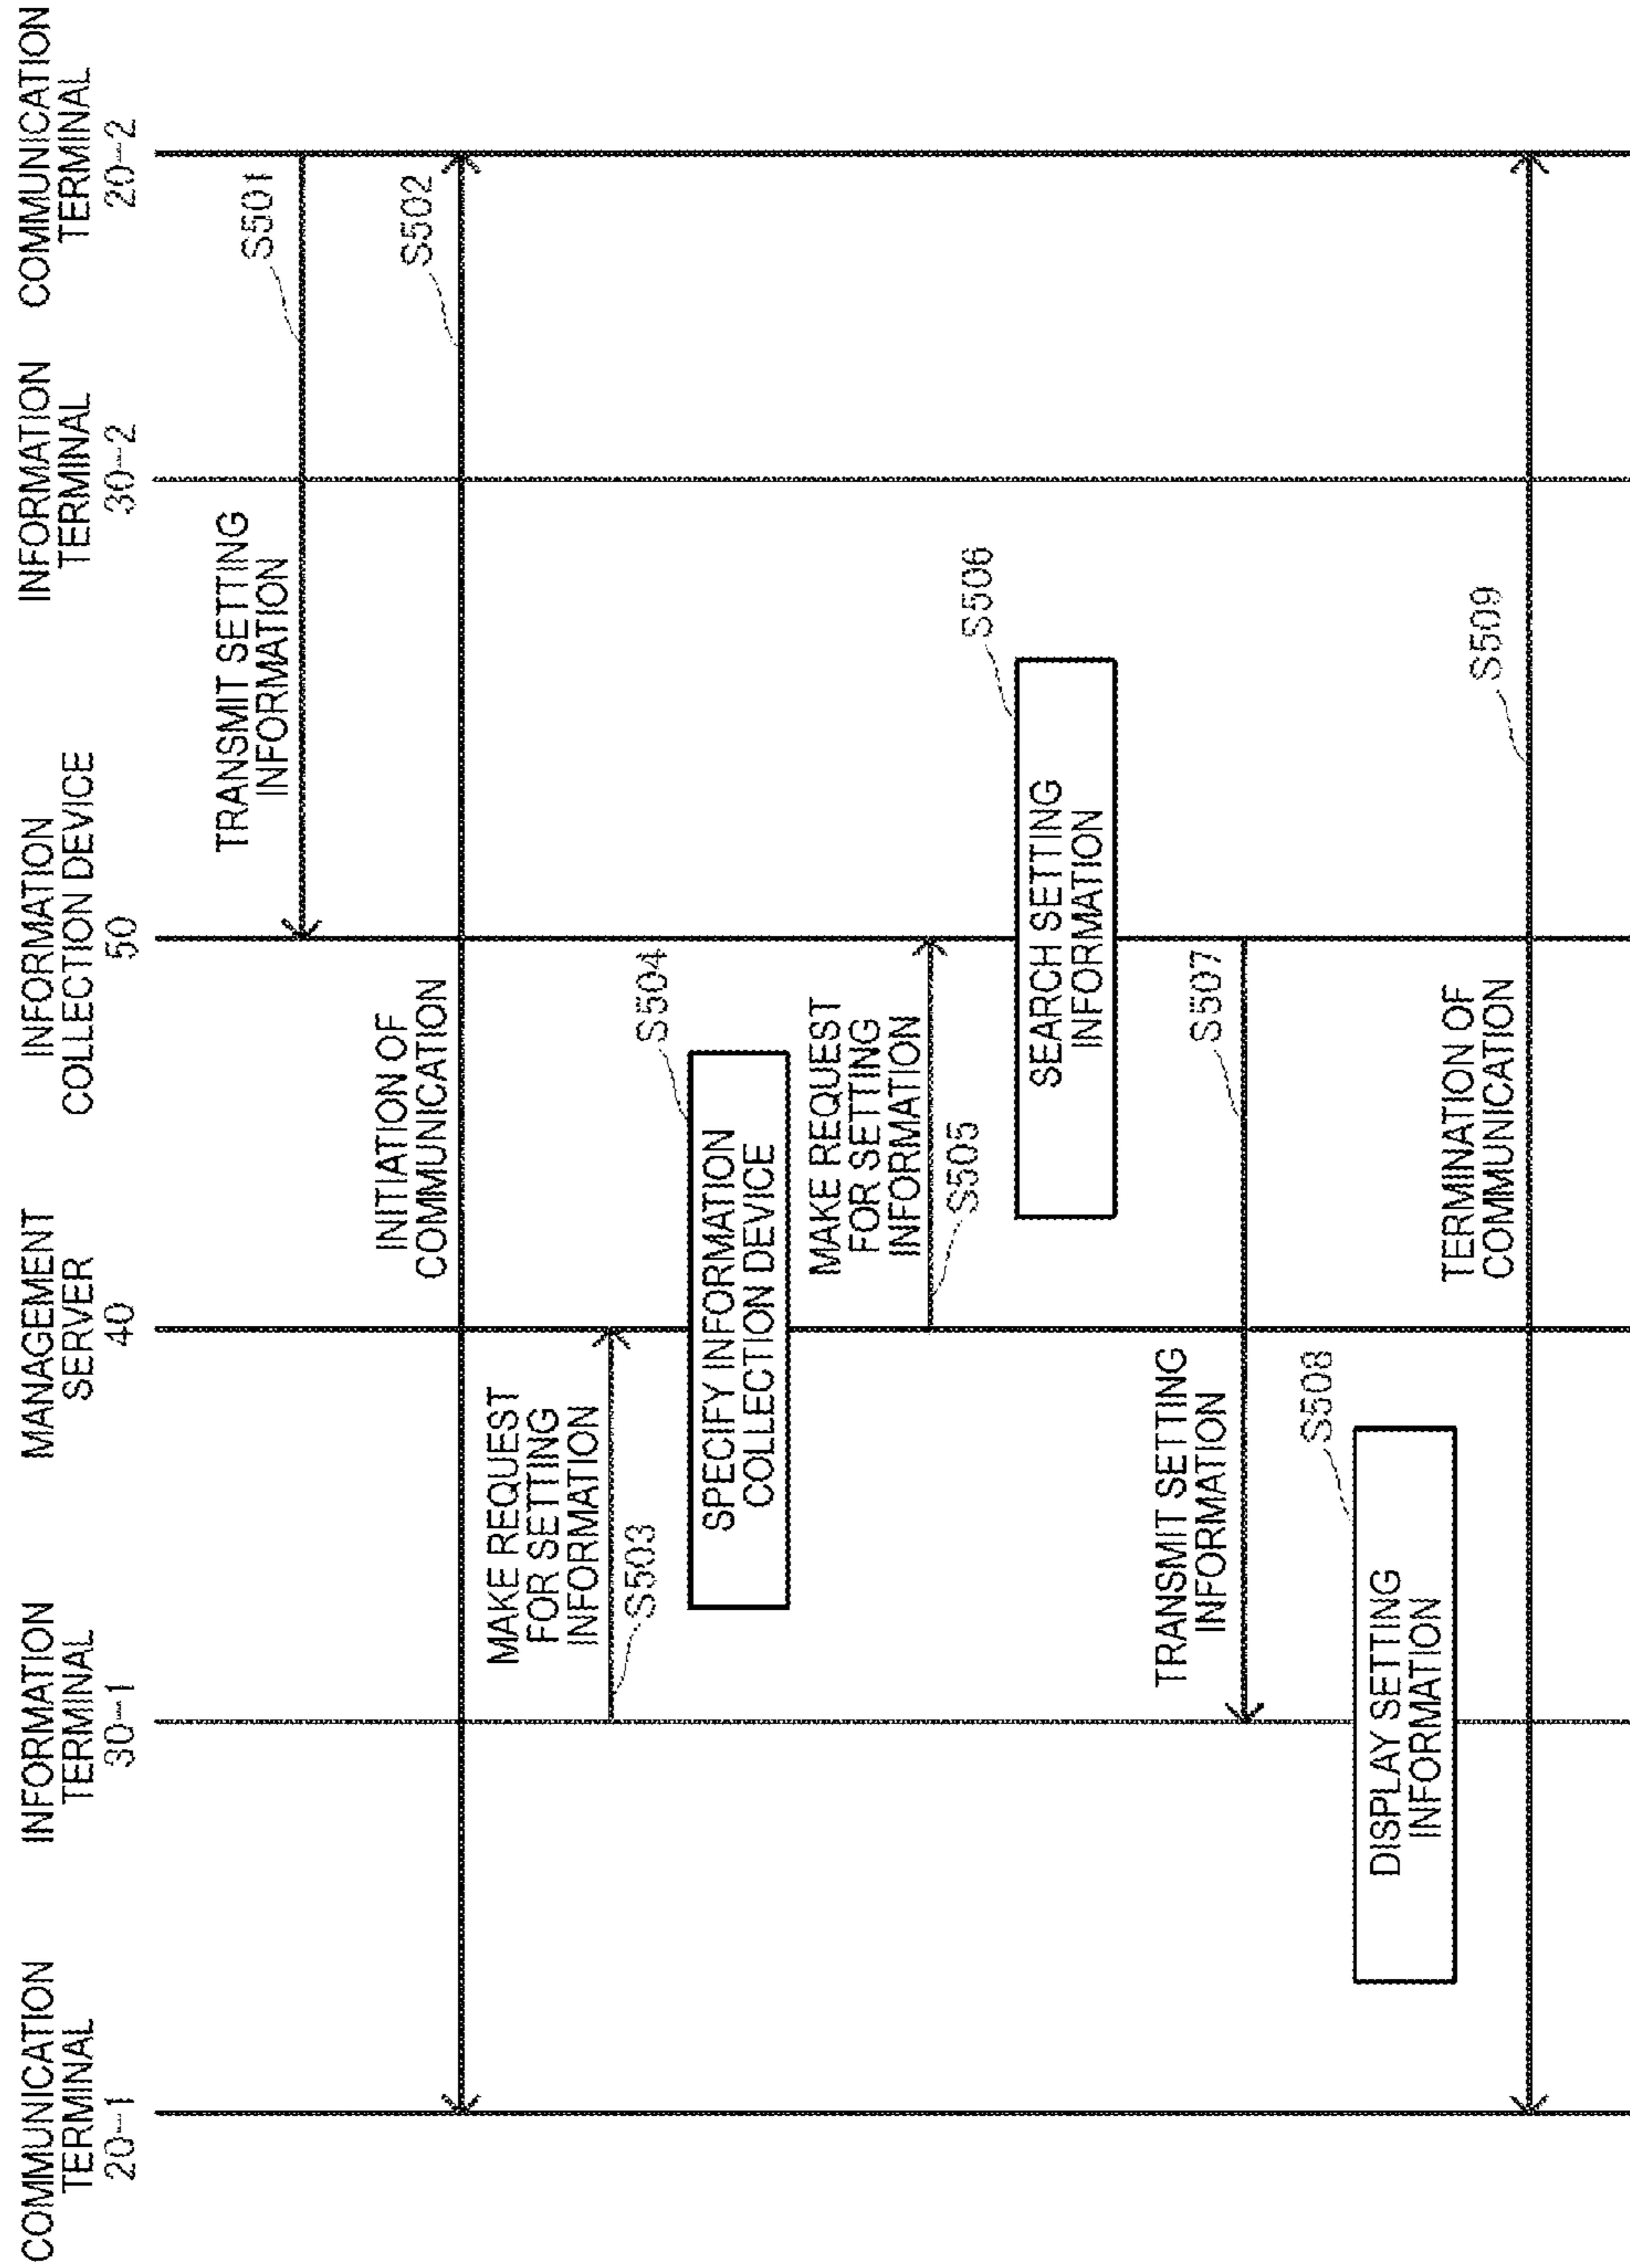 COMMUNICATION
TERMINAL
20-1
INFORMATION
TERMINAL
30-1
MANAGEMENT
SERVER
40
INFORMATION
COLLECTION DEVICE
50
INFORMATION
TERMINAL
30-2
COMMUNICATION
TERMINAL
20-2
TRANSMIT SETTING
INFORMATION
S501
INITIATION OF
COMMUNICATION
S502
MAKE REQUEST
FOR SETTING
INFORMATION
S503
S504
SPECIFY INFORMATION
COLLECTION DEVICE
MAKE REQUEST
FOR SETTING
INFORMATION
S505
S506
SEARCH SETTING
INFORMATION
TRANSMIT SETTING
INFORMATION
S507
S508
DISPLAY SETTING
INFORMATION
TERMINATION OF
COMMUNICATION
S509